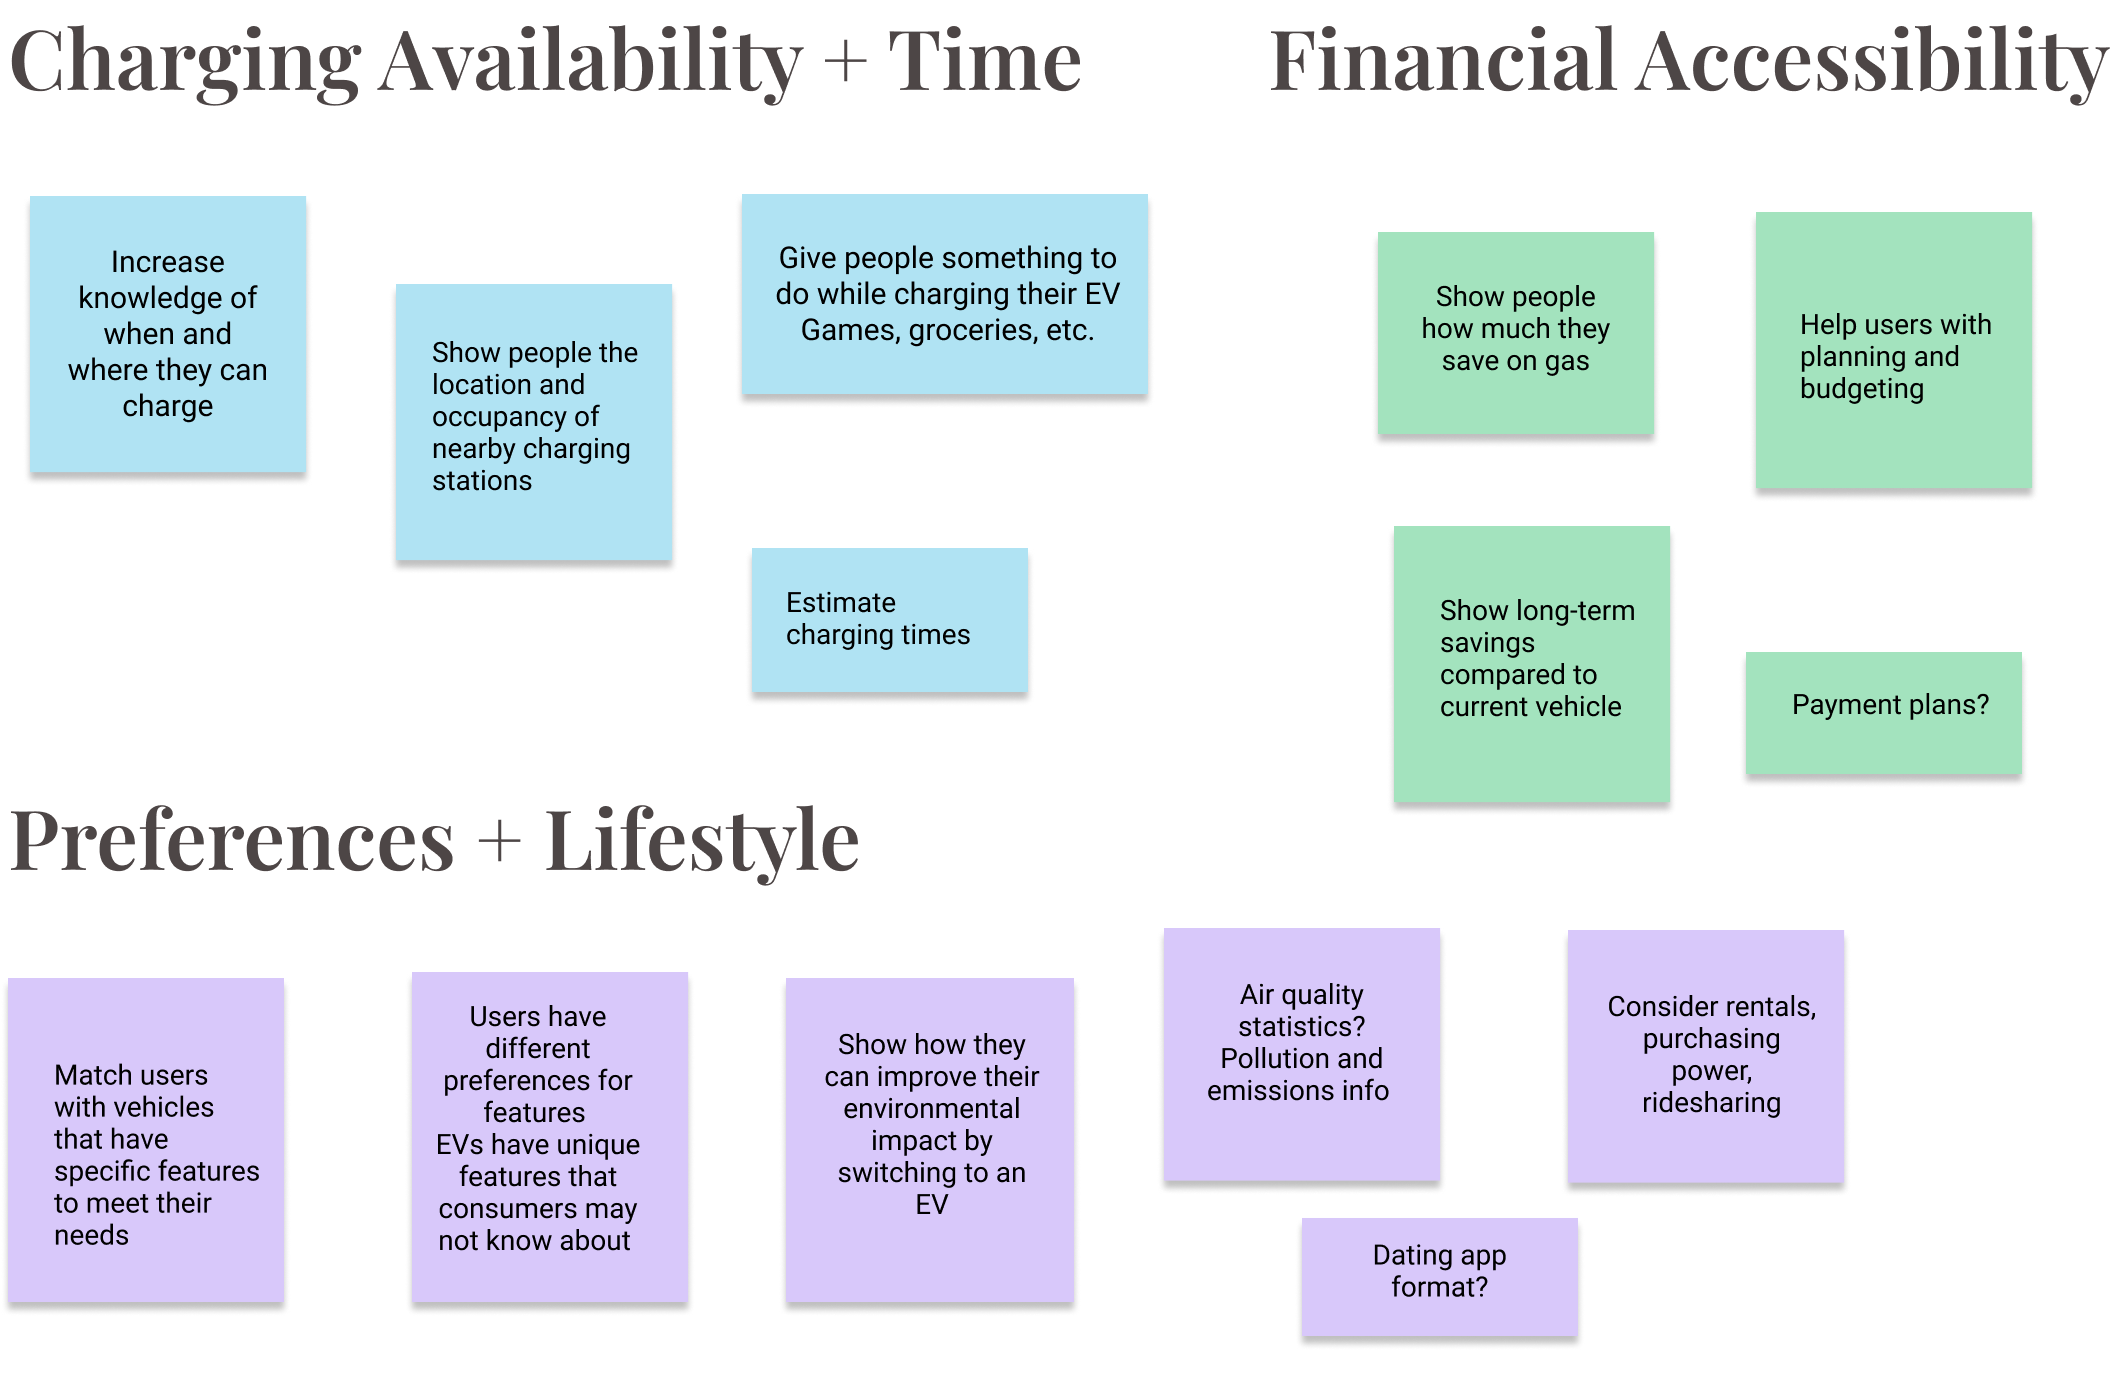 Charging Availability + Time
Increase
knowledge of
when and
where they can
charge
Show people the
location and
occupancy of
nearby charging
stations
Give people something to
do while charging their EV
Games, groceries, etc.
Estimate
charging times
Financial Accessibility
Show people
how much they
save on gas
Help users with
planning and
budgeting
Show long-term
savings
compared to
current vehicle
Payment plans?
Preferences + Lifestyle
Match users
with vehicles
that have
specific features
to meet their
needs
Users have
different
preferences for
features
EVs have unique
features that
consumers may
not know about
Show how they
can improve their
environmental
impact by
switching to an
EV
Air quality
statistics?
Pollution and
emissions info
Consider rentals,
purchasing
power,
ridesharing
Dating app
format?